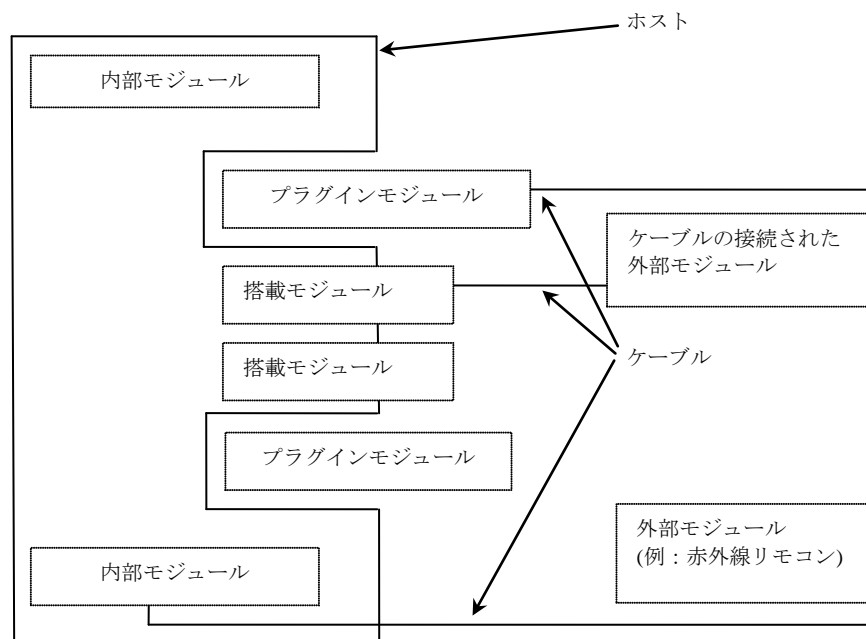 ホスト
内部モジュール
プラグインモジュール
ケーブルの接続された
外部モジュール
搭載モジュール
搭載モジュール
ケーブル
プラグインモジュール
外部モジュール
(例：赤外線リモコン)
内部モジュール